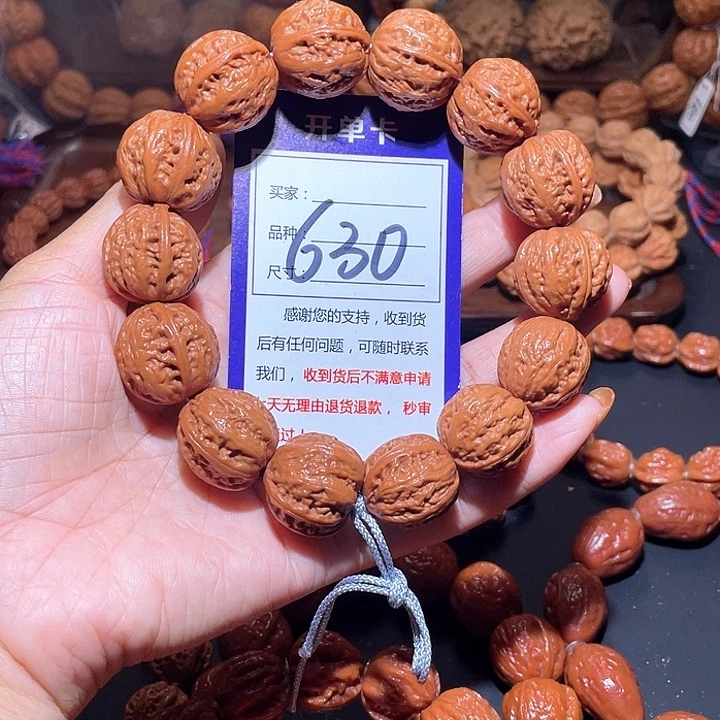 开单卡
买家：
品种：
630
尺寸：
感谢您的支持，收到货
后有任何问题，可随时联系
我们，收到货后不满意申请
天无理由退货退款，秒审
过！